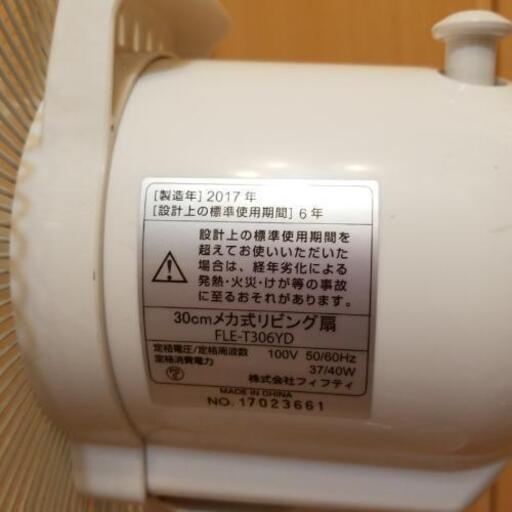 [製造年] 2017年
[設計上の標準使用期間] 6年
設計上の標準使用期間を
超えてお使いいただいた
場合は、経年劣化による
発熱・火災・けが等の事故
に至るおそれがあります。
30cmメカ式リビング扇
FLE-T306YD
定格電圧/定格周波数 100V 50/60Hz
定格消費電力 37/40W
株式会社フィフティ
MADE IN CHINA
NO. 17023661